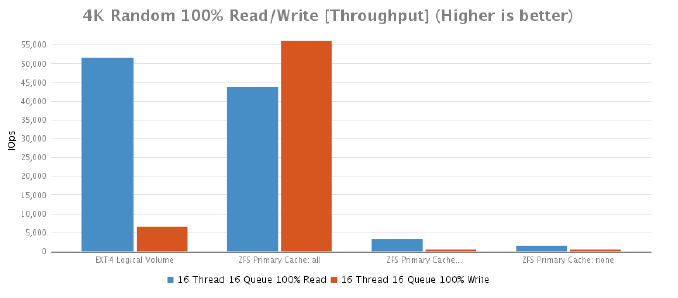 4K Random 100% Read/Write [Throughput] (Higher is better)
55,000
50,000
45,000
40,000
35,000
30,000
25,000
20,000
15,000
10,000
5,000
0
IOps
EXT4 Logical Volume
ZFS Primary Cache: all
ZFS Primary Cache...
ZFS Primary Cache: none
16 Thread 16 Queue 100% Read
16 Thread 16 Queue 100% Write